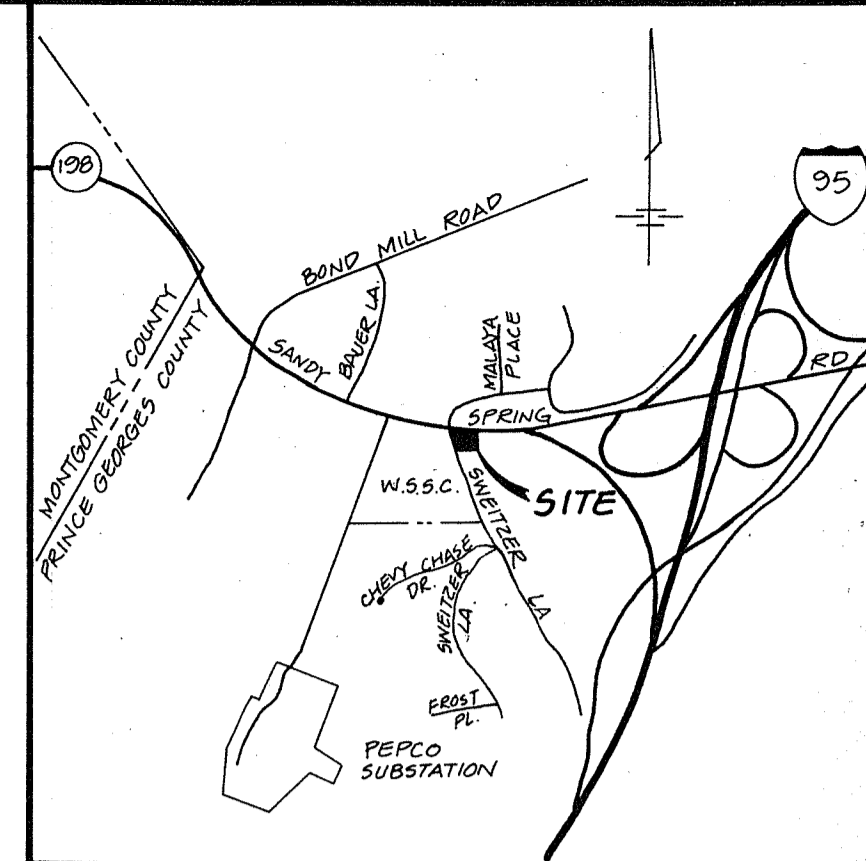 198
95
BOND MILL ROAD
BAUER LA.
MALAYA
PLACE
MONTGOMERY COUNTY
PRINCE GEORGES COUNTY
SANDY
SPRING
RD
W.S.S.C.
SWEITZER
LA
SITE
CHEVY CHASE
DR.
SWEITZER
LA
FROST
PL.
PEPCO
SUBSTATION